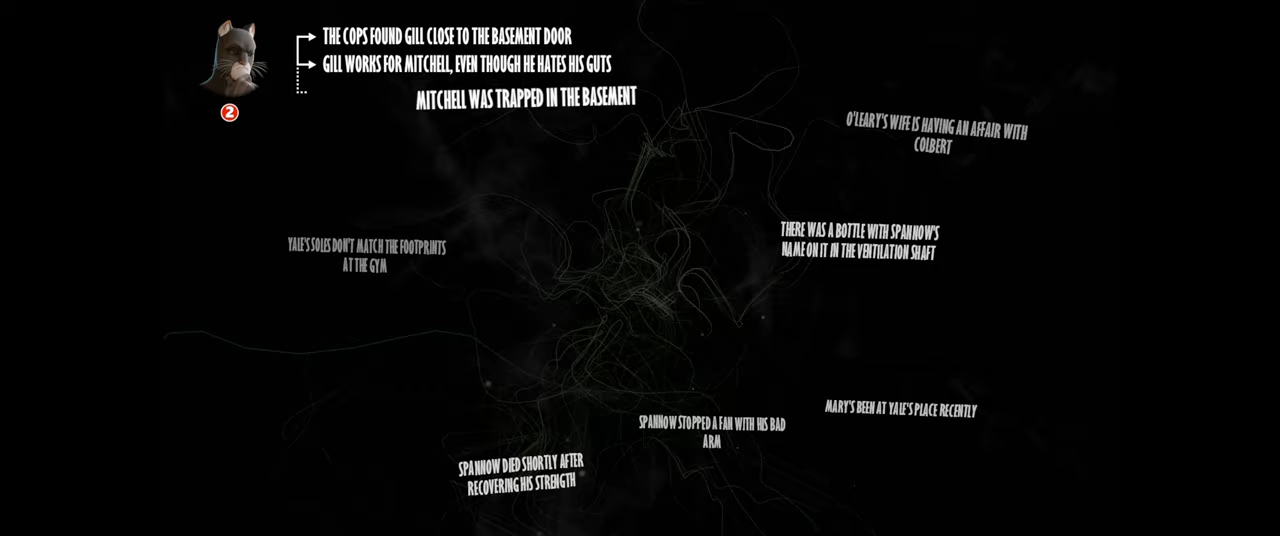 THE COPS FOUND GILL CLOSE TO THE BASEMENT DOOR
GILL WORKS FOR MITCHELL, EVEN THOUGH HE HATES HIS GUTS
MITCHELL WAS TRAPPED IN THE BASEMENT
2
O'LEARY'S WIFE IS HAVING AN AFFAIR WITH
COLBERT
THERE WAS A BOTTLE WITH SPANNOW'S
NAME ON IT IN THE VENTILATION SHAFT
YALE'S SOLES DON'T MATCH THE FOOTPRINTS
AT THE GYM
MARY'S BEEN AT YALE'S PLACE RECENTLY
SPANNOW STOPPED A FAN WITH HIS BAD
ARM
SPANNOW DIED SHORTLY AFTER
RECOVERING HIS STRENGTH